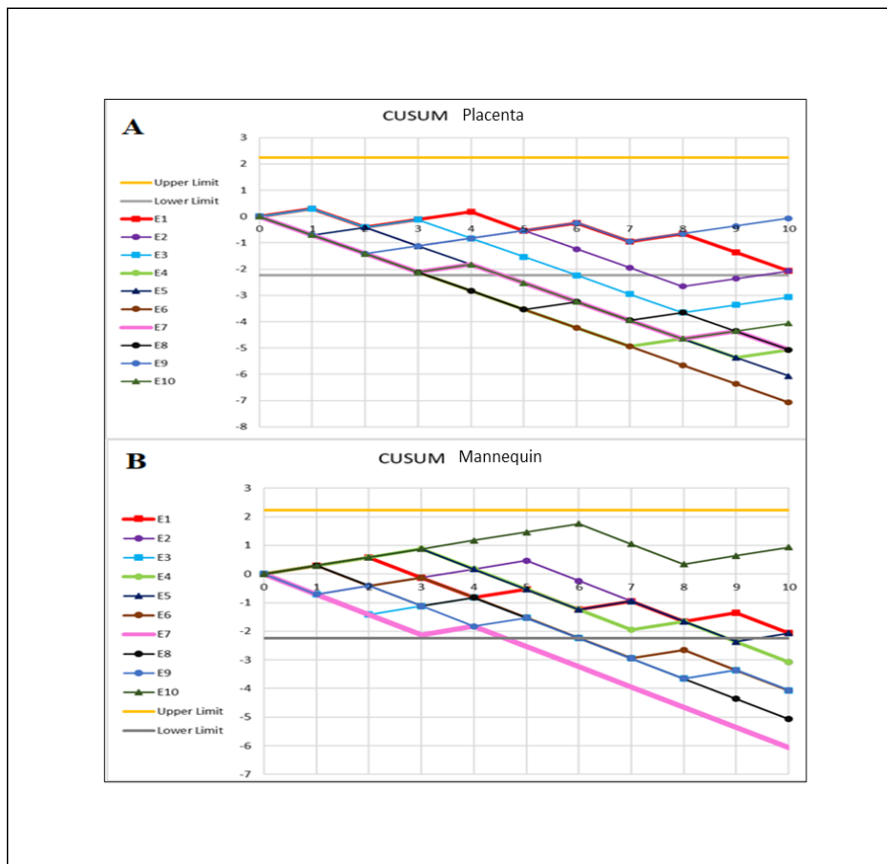 A
CUSUM Placenta
3
2
1
0
-1
-2
-3
-4
-5
-6
-7
-8
0 1 2 3 4 5 6 7 8 9 10
Upper Limit
Lower Limit
E1
E2
E3
E4
E5
E6
E7
E8
E9
E10
B
CUSUM Mannequin
3
2
1
0
-1
-2
-3
-4
-5
-6
-7
0 1 2 3 4 5 6 7 8 9 10
E1
E2
E3
E4
E5
E6
E7
E8
E9
E10
Upper Limit
Lower Limit